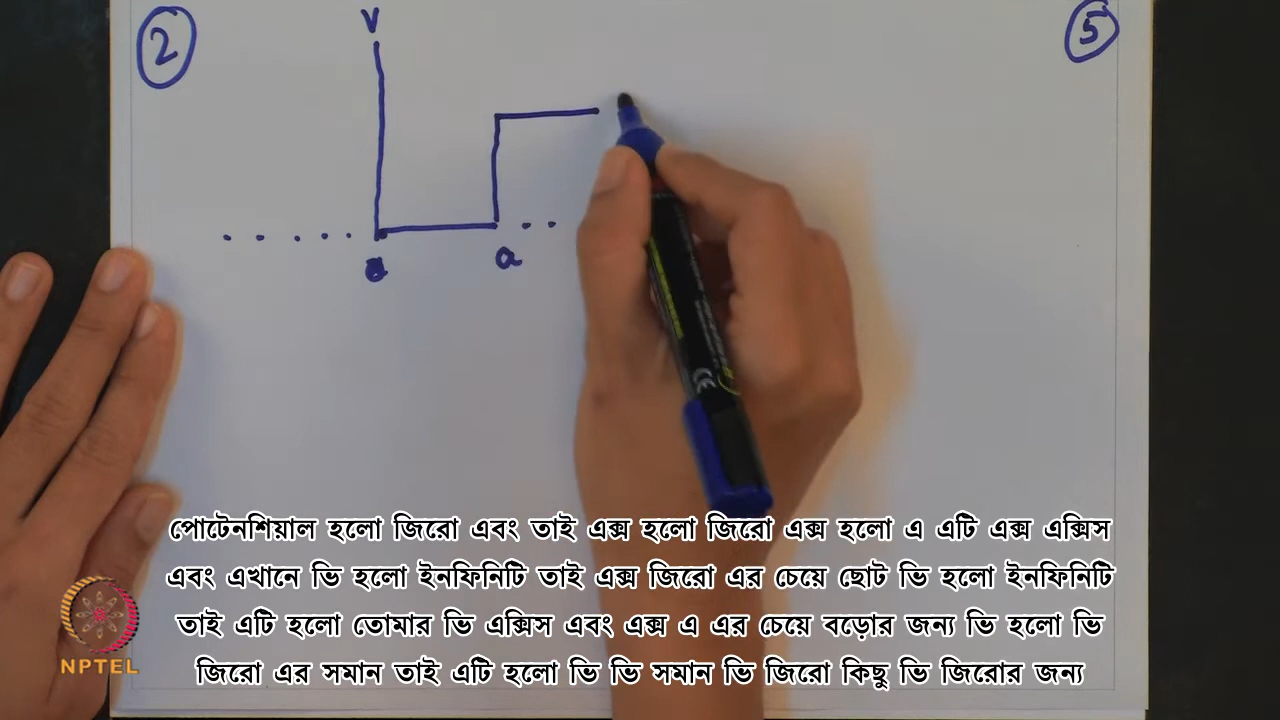 2
V
5
a
পোটেনশিয়াল হলো জিরো এবং তাই এক্স হলো জিরো এক্স হলো এ এটি এক্স এক্সিস
এবং এখানে ভি হলো ইনফিনিটি তাই এক্স জিরো এর চেয়ে ছোট ভি হলো ইনফিনিটি
তাই এটি হলো তোমার ভি এক্সিস এবং এক্স এ এর চেয়ে বড়োর জন্য ভি হলো ভি
জিরো এর সমান তাই এটি হলো ভি ভি সমান ভি জিরো কিছু ভি জিরোর জন্য
NPTEL